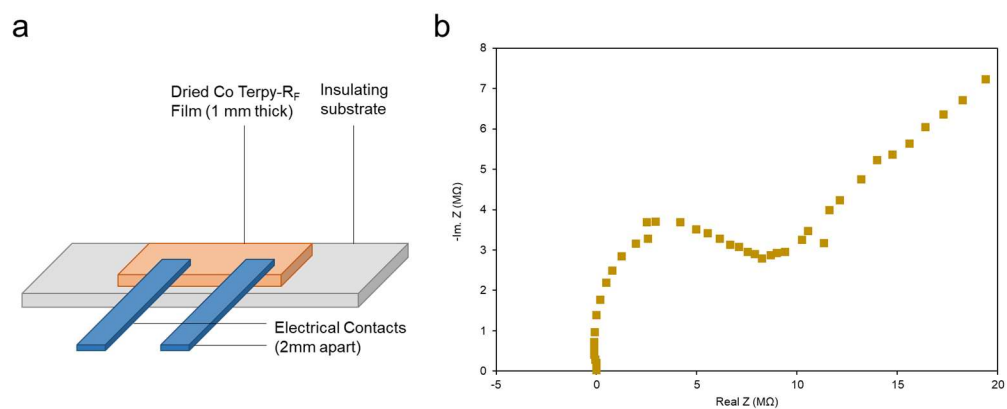 a
Dried Co Terpy-RF
Film (1 mm thick)
Insulating
substrate
Electrical Contacts
(2mm apart)
b
8
7
6
5
4
3
2
1
0
-Im. Z (MΩ)
-5
0
5
10
15
20
Real Z (MΩ)